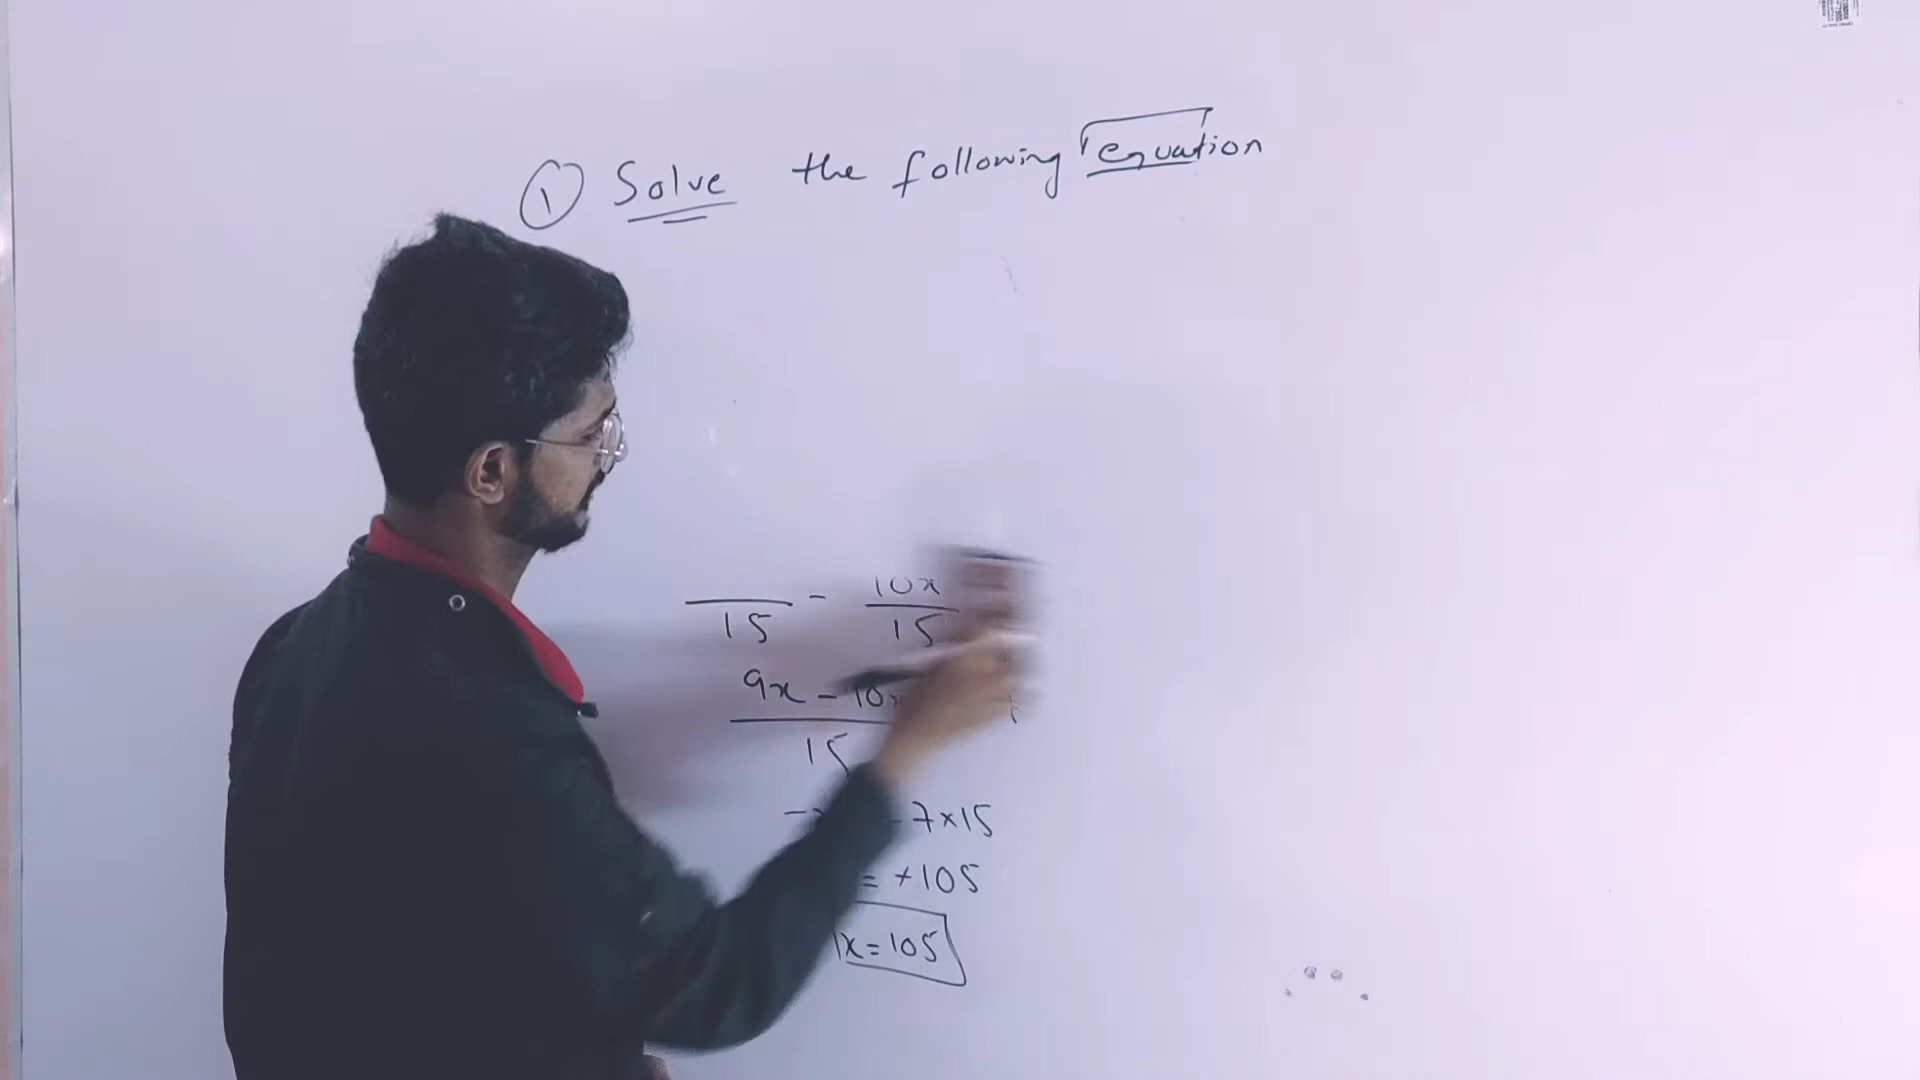 ① Solve the following equation
/15 - 10x/15
9x - 10x/15
- 7×15
= +105
x = 105